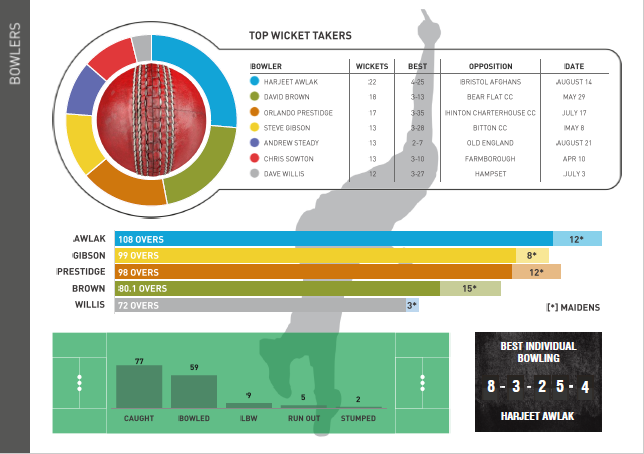 BOWLERS
TOP WICKET TAKERS
BOWLER WICKETS BEST OPPOSITION DATE
HARJEET AWLAK 22 4-25 BRISTOL AFGHANS AUGUST 14
DAVID BROWN 18 3-13 BEAR FLAT CC MAY 29
ORLANDO PRESTIDGE 17 3-35 HINTON CHARTERHOUSE CC JULY 17
STEVE GIBSON 13 3-28 BITTON CC MAY 8
ANDREW STEADY 13 2-7 OLD ENGLAND AUGUST 21
CHRIS SOWTON 13 3-10 FARMBOROUGH APR 10
DAVE WILLIS 12 3-27 HAMPSET JULY 3
AWLAK 108 OVERS 12*
GIBSON 99 OVERS 8*
PRESTIDGE 98 OVERS 12*
BROWN 80.1 OVERS 15*
WILLIS 72 OVERS 3*
[*] MAIDENS
77 59 9 5 2
CAUGHT BOWLED LBW RUN OUT STUMPED
BEST INDIVIDUAL
BOWLING
8 - 3 - 2 5 - 4
HARJEET AWLAK